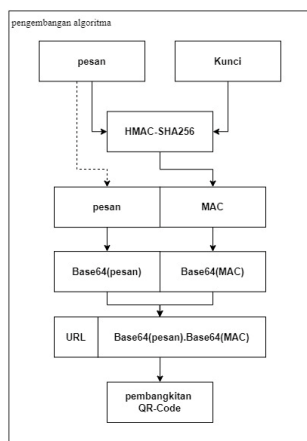 pengembangan algoritma
pesan
Kunci
HMAC-SHA256
pesan
MAC
Base64(pesan)
Base64(MAC)
URL
Base64(pesan).Base64(MAC)
pembangkitan
QR-Code